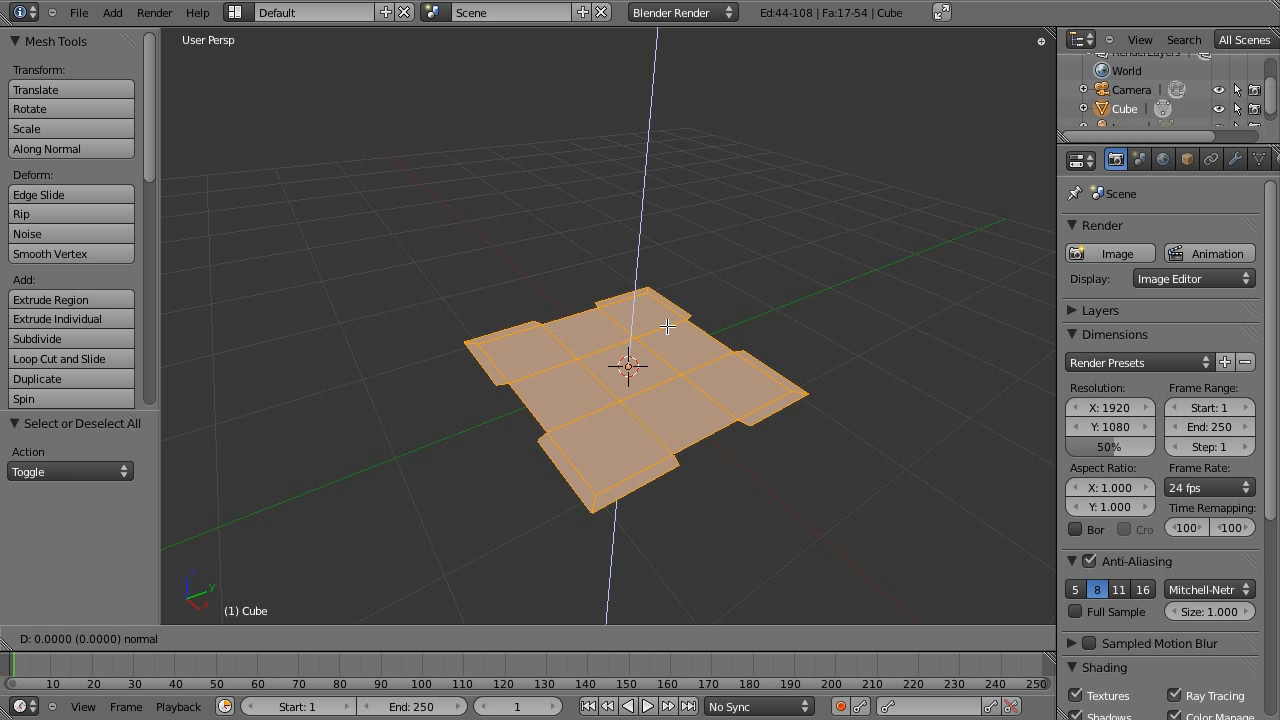 File Add Render Help Default Scene Blender Render Ed:44-108 | Fa:17-54 | Cube
Mesh Tools
Transform:
Translate
Rotate
Scale
Along Normal
Deform:
Edge Slide
Rip
Noise
Smooth Vertex
Add:
Extrude Region
Extrude Individual
Subdivide
Loop Cut and Slide
Duplicate
Spin
Select or Deselect All
Action
Toggle
User Persp
z
y
x
(1) Cube
D: 0.0000 (0.0000) normal
10 20 30 40 50 60 70 80 90 100 110 120 130 140 150 160 170 180 190 200 210 220 230 240 250
View Frame Playback Start: 1 End: 250 1 No Sync
View Search All Scenes
RenderLayers
World
Camera |
Cube |
Scene
Render
Image Animation
Display: Image Editor
Layers
Dimensions
Render Presets
Resolution: Frame Range:
X: 1920 Start: 1
Y: 1080 End: 250
50% Step: 1
Aspect Ratio: Frame Rate:
X: 1.000 24 fps
Y: 1.000 Time Remapping:
Bor Cro 100 100
Anti-Aliasing
5 8 11 16 Mitchell-Netr
Full Sample Size: 1.000
Sampled Motion Blur
Shading
Textures Ray Tracing
Shadows Color Manage